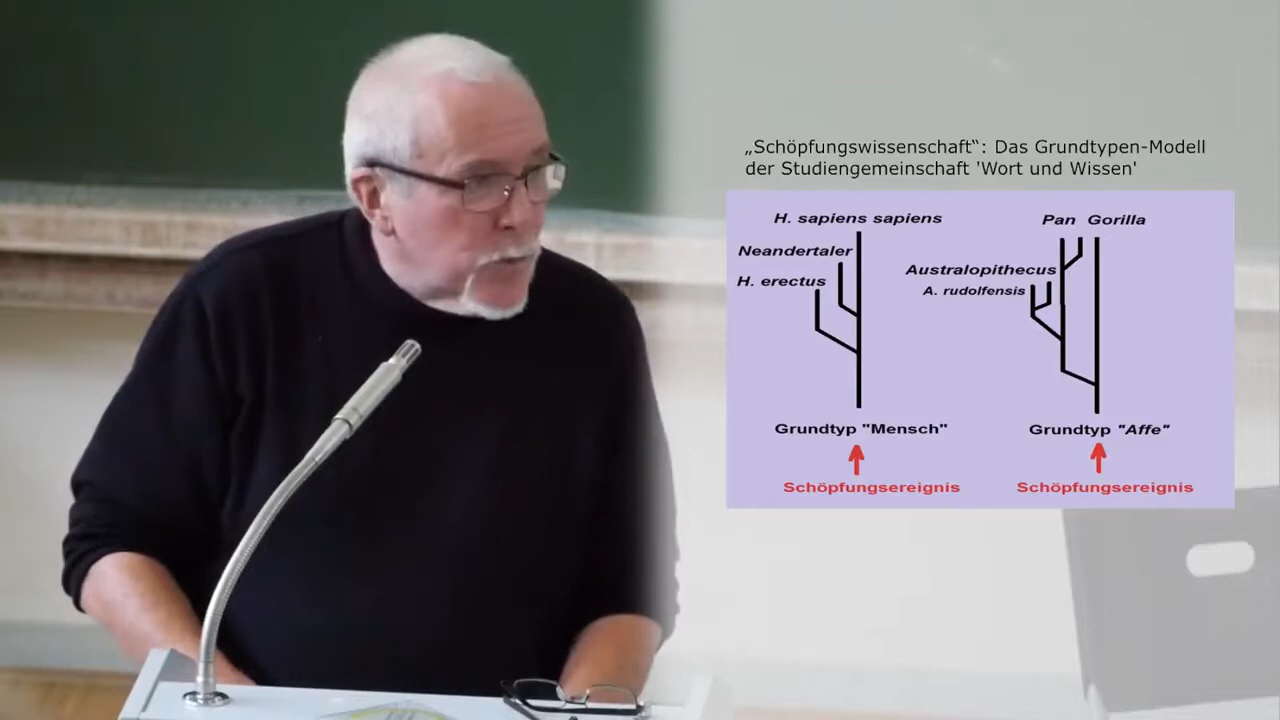 „Schöpfungswissenschaft“: Das Grundtypen-Modell
der Studiengemeinschaft 'Wort und Wissen'
H. sapiens sapiens
Neandertaler
H. erectus
Grundtyp "Mensch"
Schöpfungsereignis
Pan Gorilla
Australopithecus
A. rudolfensis
Grundtyp "Affe"
Schöpfungsereignis